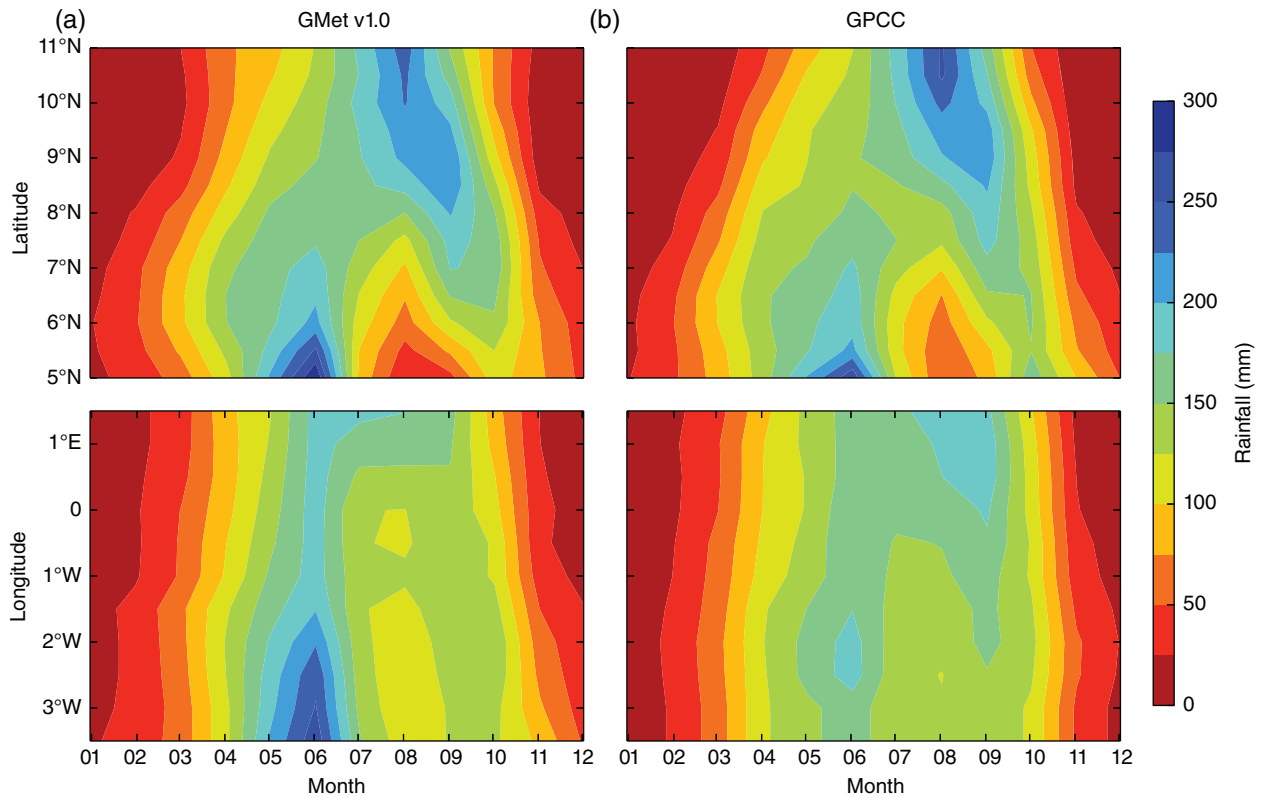 (a) GMet v1.0
(b) GPCC
11°N
10°N
9°N
8°N
7°N
6°N
5°N
Latitude
1°E
0
1°W
2°W
3°W
Longitude
01 02 03 04 05 06 07 08 09 10 11 12
Month
01 02 03 04 05 06 07 08 09 10 11 12
Month
300
250
200
150
100
50
0
Rainfall (mm)